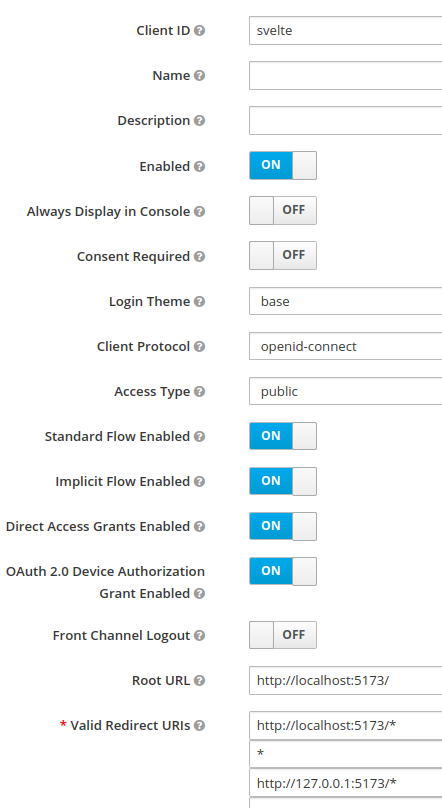 Client ID
svelte
Name
Description
Enabled
ON
Always Display in Console
OFF
Consent Required
OFF
Login Theme
base
Client Protocol
openid-connect
Access Type
public
Standard Flow Enabled
ON
Implicit Flow Enabled
ON
Direct Access Grants Enabled
ON
OAuth 2.0 Device Authorization
Grant Enabled
ON
Front Channel Logout
OFF
Root URL
http://localhost:5173/
* Valid Redirect URIs
http://localhost:5173/*
*
http://127.0.0.1:5173/*